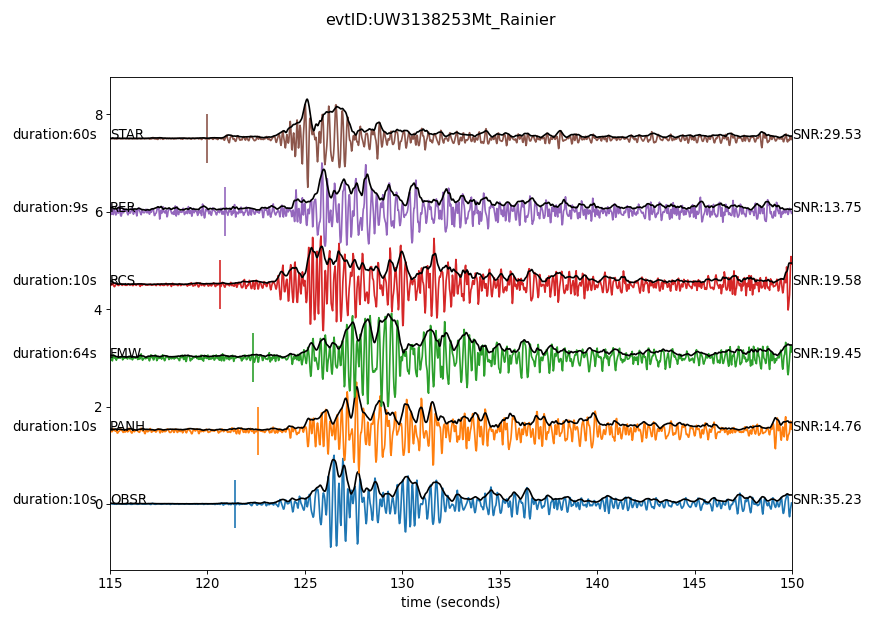 evtID:UW3138253Mt_Rainier
8
duration:60s STAR SNR:29.53
duration:9s RER SNR:13.75
6
duration:10s RCS SNR:19.58
4
duration:64s FMW SNR:19.45
2
duration:10s PANH SNR:14.76
duration:10s OBSR SNR:35.23
0
115 120 125 130 135 140 145 150
time (seconds)